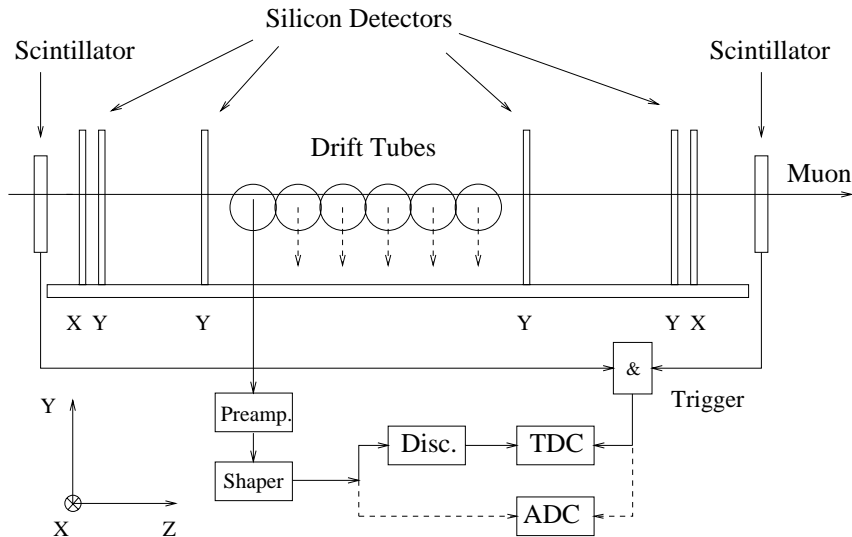 Silicon Detectors
Scintillator
Scintillator
Drift Tubes
Muon
X Y Y Y Y X
&
Trigger
Preamp.
Y
Disc.
TDC
Shaper
ADC
X Z